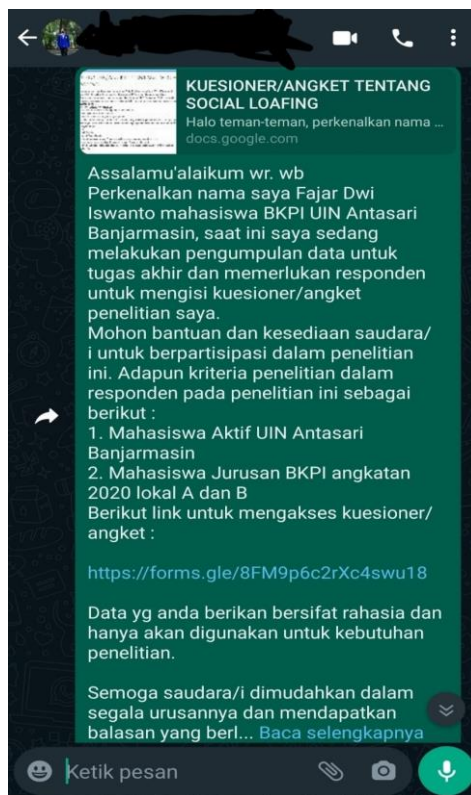 KUESIONER/ANGKET TENTANG
SOCIAL LOAFING
Halo teman-teman, perkenalkan nama ...
docs.google.com
Assalamu'alaikum wr. wb
Perkenalkan nama saya Fajar Dwi
Iswanto mahasiswa BKPI UIN Antasari
Banjarmasin, saat ini saya sedang
melakukan pengumpulan data untuk
tugas akhir dan memerlukan responden
untuk mengisi kuesioner/angket
penelitian saya.
Mohon bantuan dan kesediaan saudara/
i untuk berpartisipasi dalam penelitian
ini. Adapun kriteria penelitian dalam
responden pada penelitian ini sebagai
berikut :
1. Mahasiswa Aktif UIN Antasari
Banjarmasin
2. Mahasiswa Jurusan BKPI angkatan
2020 lokal A dan B
Berikut link untuk mengakses kuesioner/
angket :
https://forms.gle/8FM9p6c2rXc4swu18
Data yg anda berikan bersifat rahasia dan
hanya akan digunakan untuk kebutuhan
penelitian.
Semoga saudara/i dimudahkan dalam
segala urusannya dan mendapatkan
balasan yang berl... Baca selengkapnya
Ketik pesan